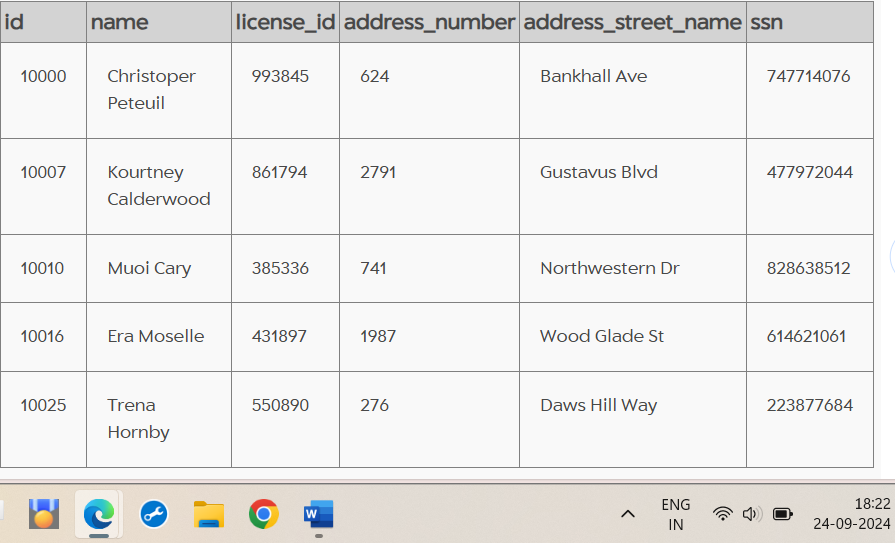 id name license_id address_number address_street_name ssn
10000 Christoper Peteuil 993845 624 Bankhall Ave 747714076
10007 Kourtney Calderwood 861794 2791 Gustavus Blvd 477972044
10010 Muoi Cary 385336 741 Northwestern Dr 828638512
10016 Era Moselle 431897 1987 Wood Glade St 614621061
10025 Trena Hornby 550890 276 Daws Hill Way 223877684
W
ENG
IN
18:22
24-09-2024